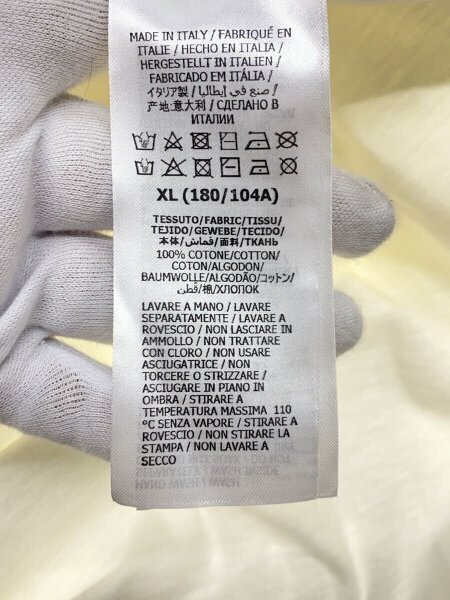 MADE IN ITALY / FABRIQUÉ EN
ITALIE / HECHO EN ITALIA /
HERGESTELLT IN ITALIEN /
FABRICADO EM ITÁLIA /
イタリア製 / صنع في إيطاليا /
产地:意大利 / СДЕЛАНО В
ИТАЛИИ
XL (180/104A)
TESSUTO/FABRIC/TISSU/
TEJIDO/GEWEBE/TECIDO/
本体/قماش/面料/ТКАНЬ
100% COTONE/COTTON/
COTON/ALGODON/
BAUMWOLLE/ALGODÃO/コットン/
قطن/棉/ХЛОПОК
LAVARE A MANO / LAVARE
SEPARATAMENTE / LAVARE A
ROVESCIO / NON LASCIARE IN
AMMOLLO / NON TRATTARE
CON CLORO / NON USARE
ASCIUGATRICE / NON
TORCERE O STRIZZARE /
ASCIUGARE IN PIANO IN
OMBRA / STIRARE A
TEMPERATURA MASSIMA 110
°C SENZA VAPORE / STIRARE A
ROVESCIO / NON STIRARE LA
STAMPA / NON LAVARE A
SECCO